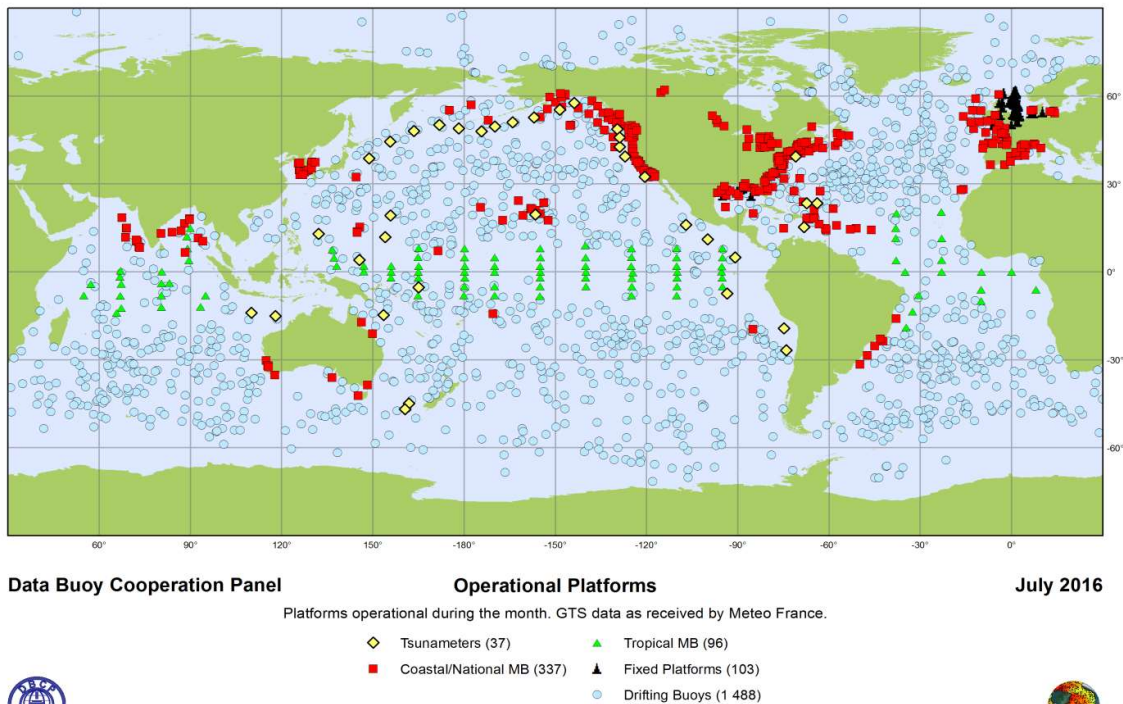 60°
30°
0°
-30°
-60°
60° 90° 120° 150° -180° -150° -120° -90° -60° -30° 0°
Data Buoy Cooperation Panel Operational Platforms July 2016
Platforms operational during the month. GTS data as received by Meteo France.
Tsunameters (37) Tropical MB (96)
Coastal/National MB (337) Fixed Platforms (103)
Drifting Buoys (1 488)
DBCP